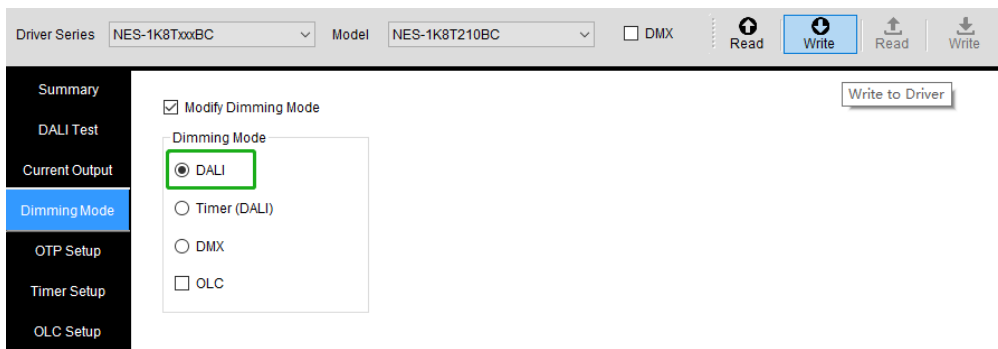 Driver Series NES-1K8TxxxBC Model NES-1K8T210BC DMX Read Write Read Write
Write to Driver
Summary
DALI Test
Current Output
Dimming Mode
OTP Setup
Timer Setup
OLC Setup
Modify Dimming Mode
Dimming Mode
DALI
Timer (DALI)
DMX
OLC